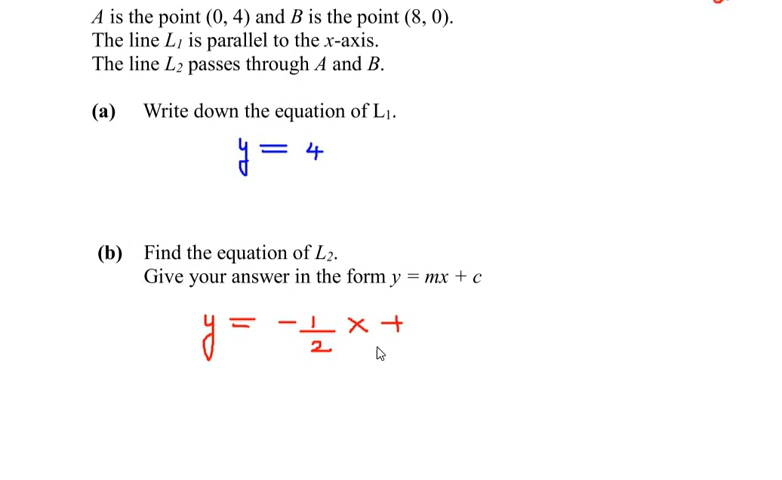 A is the point (0, 4) and B is the point (8, 0).
The line L₁ is parallel to the x-axis.
The line L₂ passes through A and B.
(a) Write down the equation of L₁.
y = 4
(b) Find the equation of L₂.
Give your answer in the form y = mx + c
y = -1/2 x +